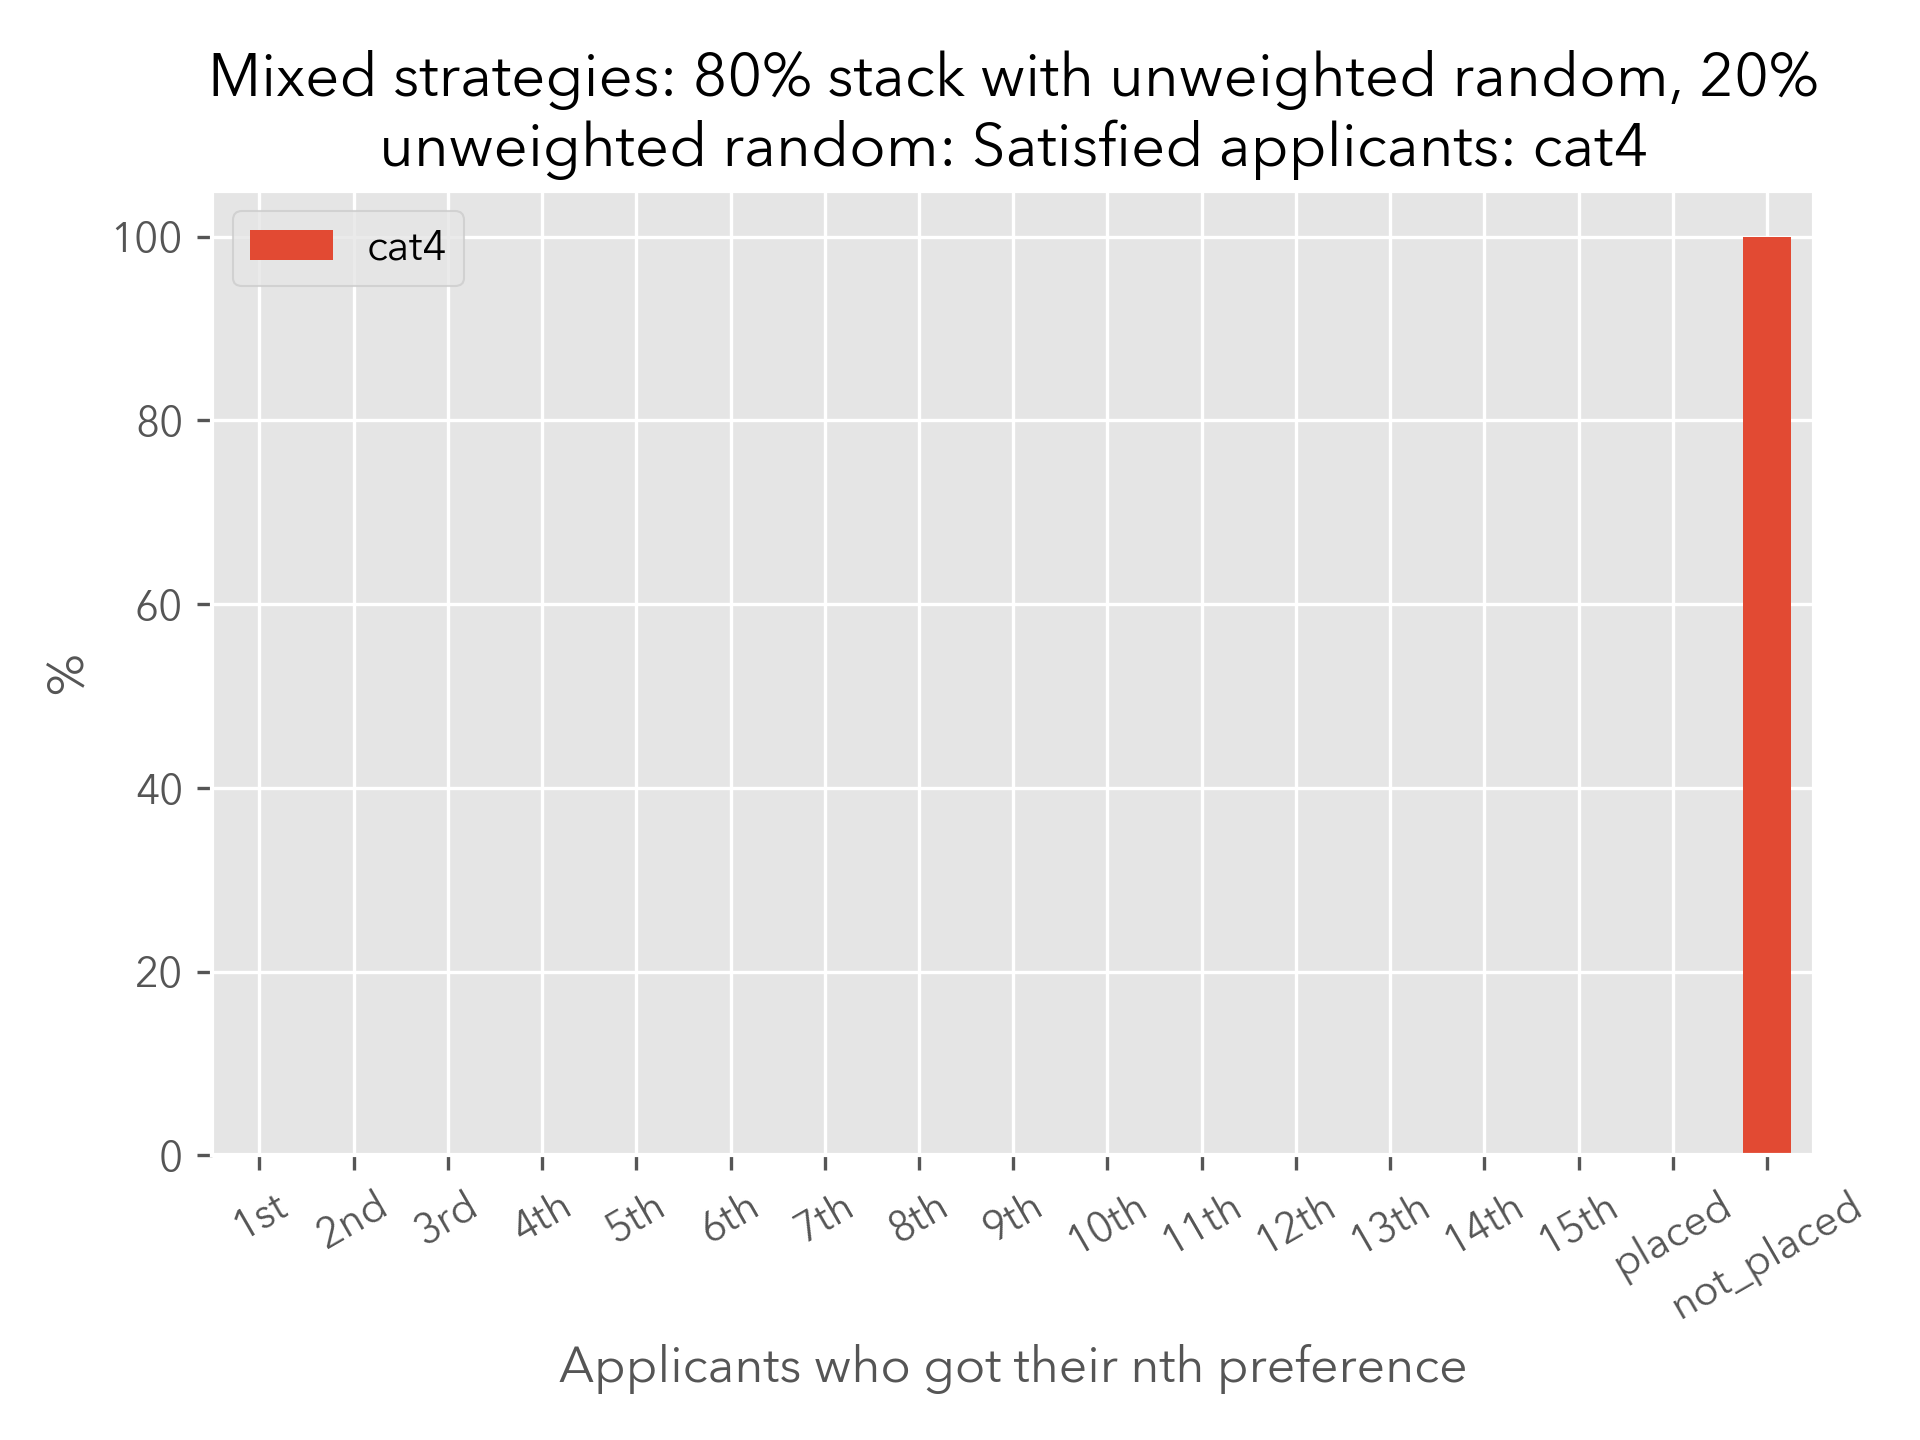 Mixed strategies: 80% stack with unweighted random, 20%
unweighted random: Satisfied applicants: cat4
cat4
100
80
60
40
20
0
%
1st
2nd
3rd
4th
5th
6th
7th
8th
9th
10th
11th
12th
13th
14th
15th
placed
not_placed
Applicants who got their nth preference